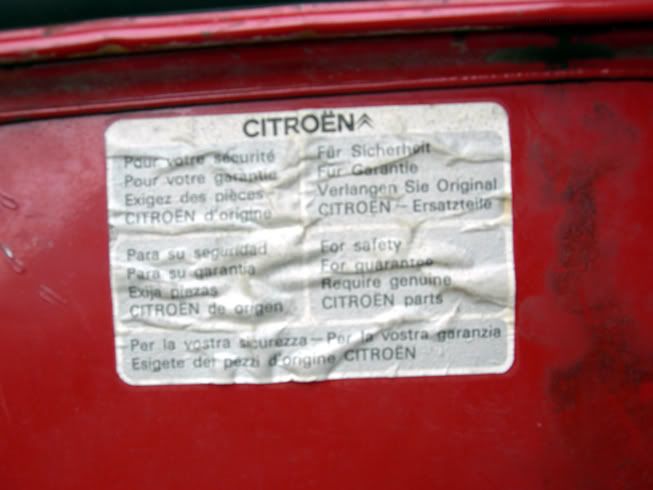 CITROËN
Pour votre sécurité
Pour votre garantie
Exigez des pièces
CITROËN d'origine
Für Sicherheit
Für Garantie
Verlangen Sie Original
CITROËN – Ersatzteile
Para su seguridad
Para su garantia
Exija piezas
CITROËN de origen
For safety
For guarantee
Require genuine
CITROËN parts
Per la vostra sicurezza – Per la vostra garanzia
Esigete dei pezzi d'origine CITROËN